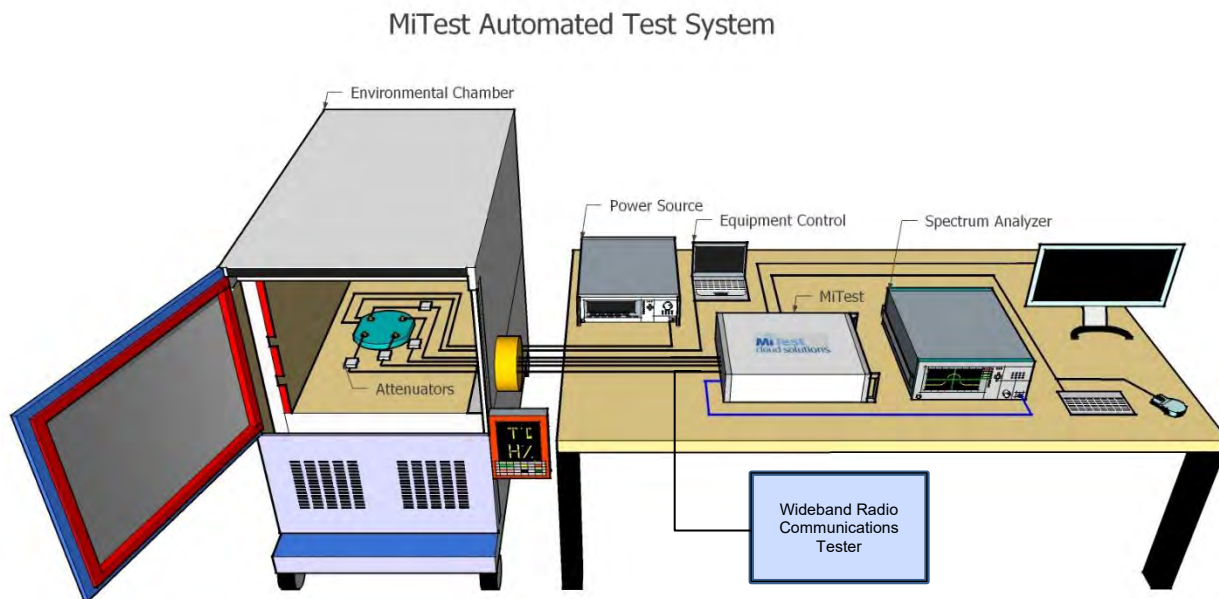 MiTest Automated Test System
Environmental Chamber
Power Source
Equipment Control
Spectrum Analyzer
MiTest
MiTest
cloud solutions
Attenuators
T°C
H%
Wideband Radio
Communications
Tester